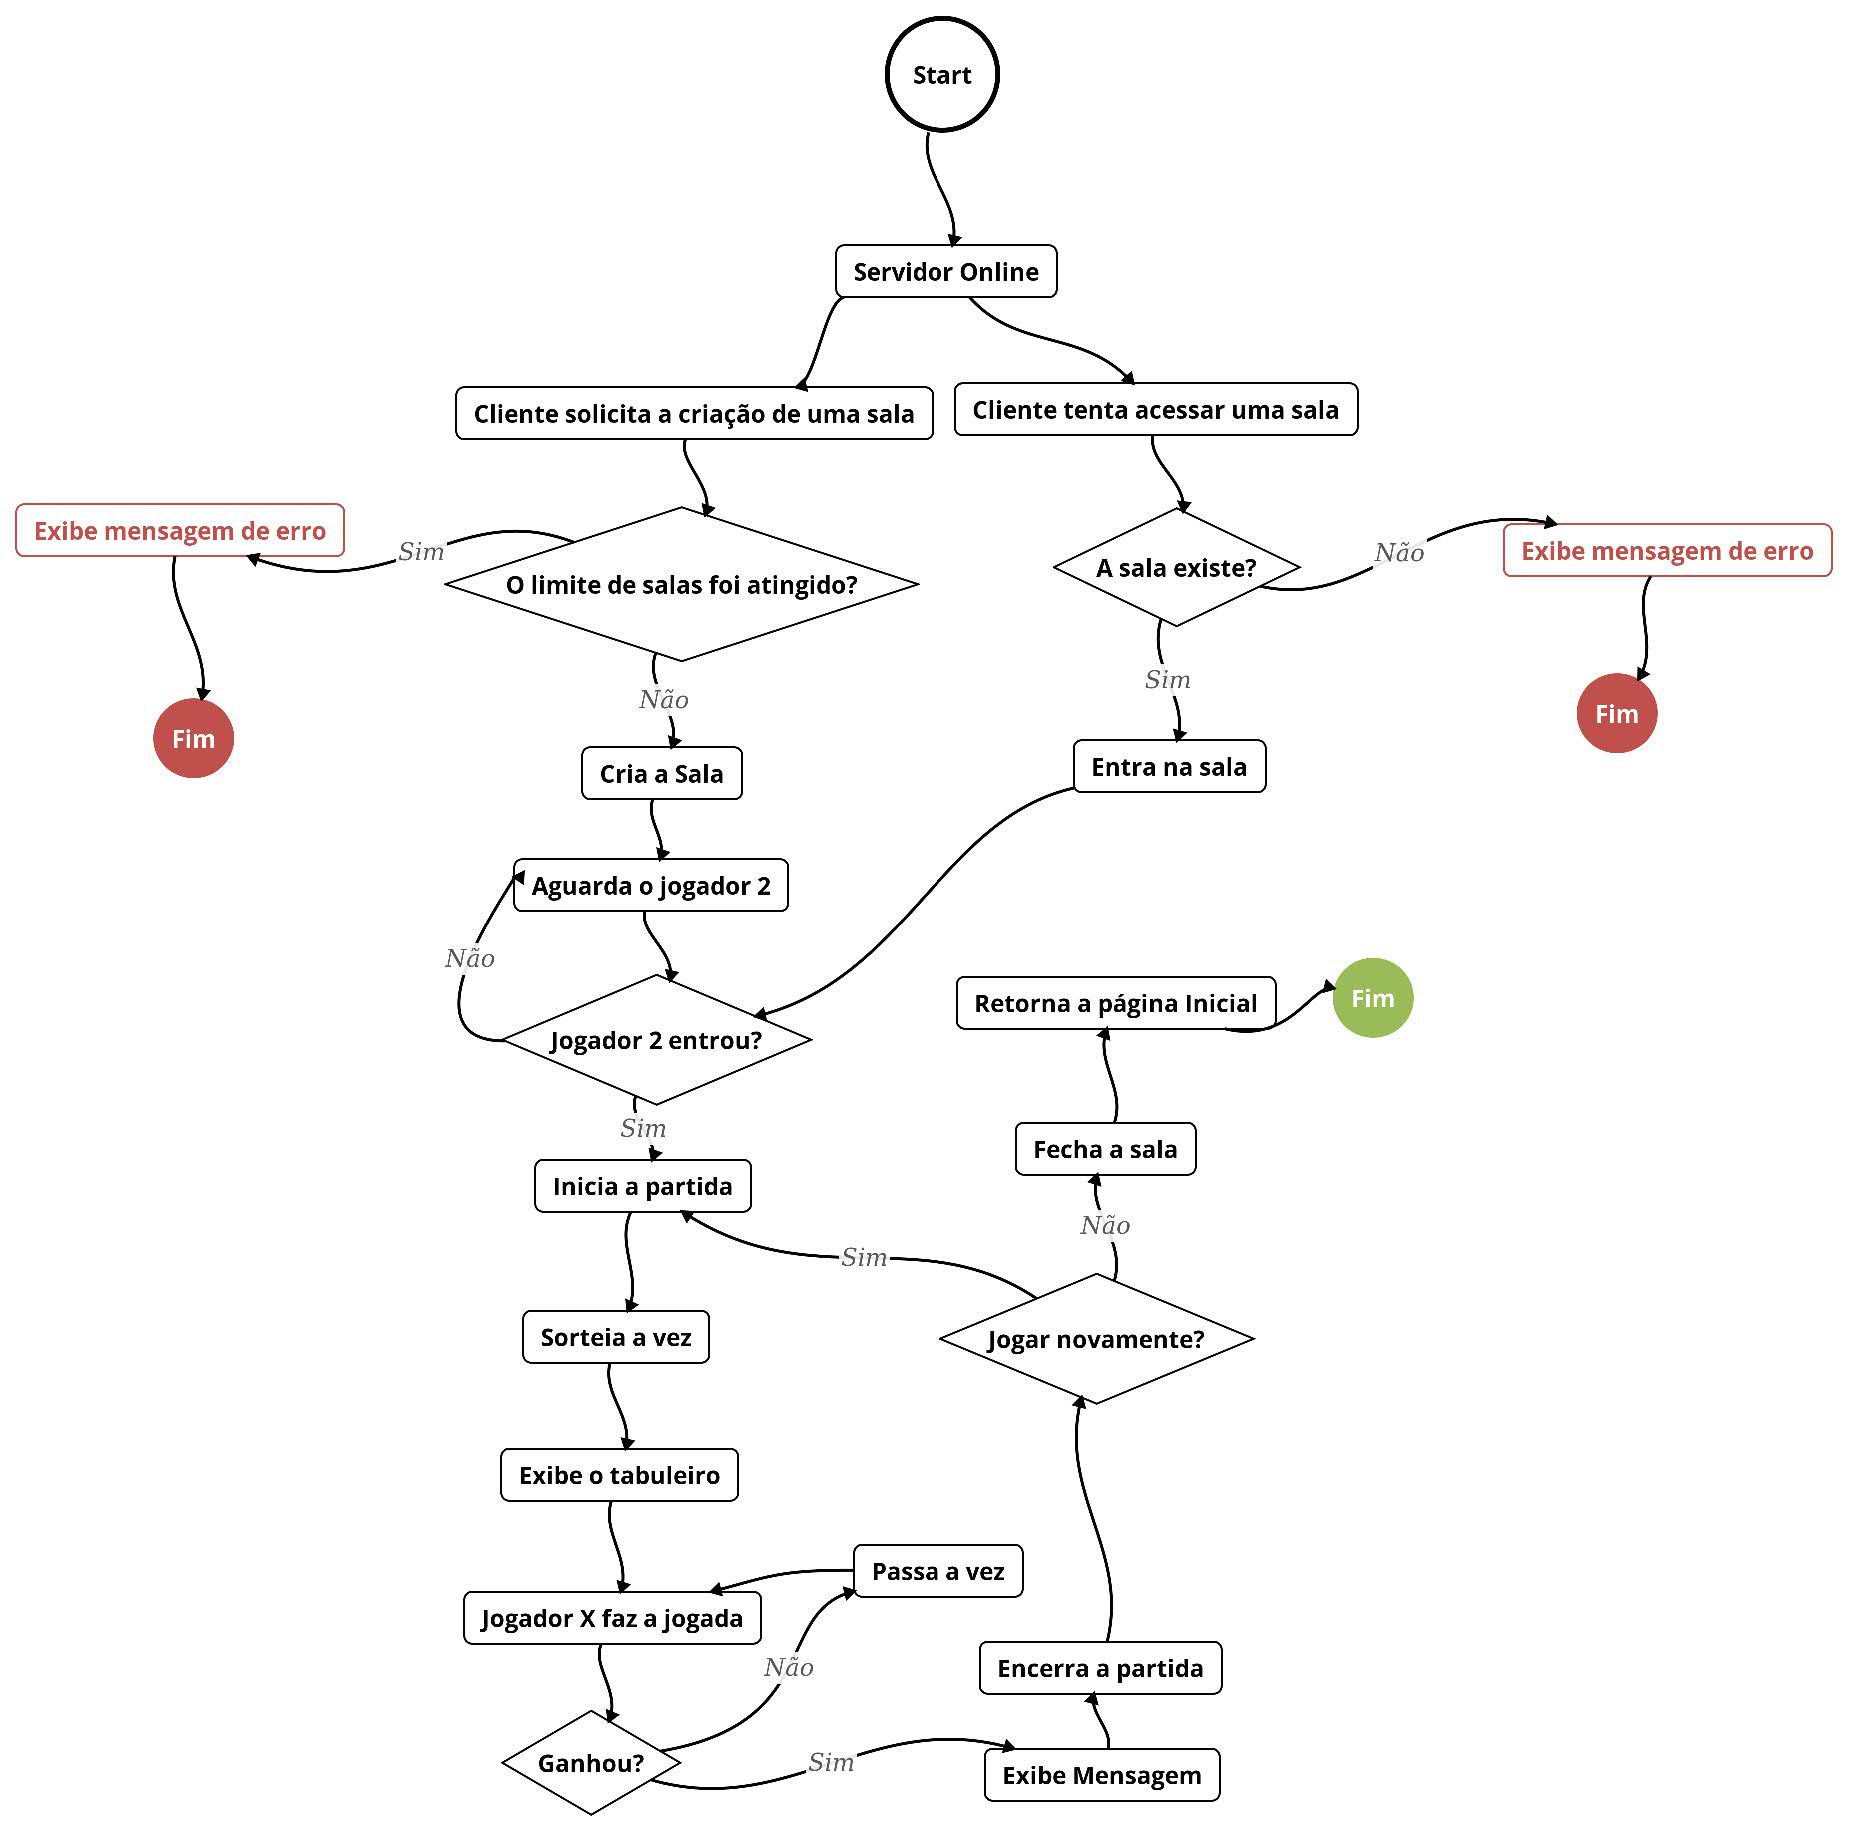 Start
Servidor Online
Cliente solicita a criação de uma sala
Cliente tenta acessar uma sala
Exibe mensagem de erro
Sim
O limite de salas foi atingido?
A sala existe?
Não
Exibe mensagem de erro
Fim
Não
Sim
Fim
Cria a Sala
Entra na sala
Aguarda o jogador 2
Não
Jogador 2 entrou?
Retorna a página Inicial
Fim
Sim
Fecha a sala
Inicia a partida
Não
Sim
Sorteia a vez
Jogar novamente?
Exibe o tabuleiro
Passa a vez
Jogador X faz a jogada
Não
Encerra a partida
Ganhou?
Sim
Exibe Mensagem